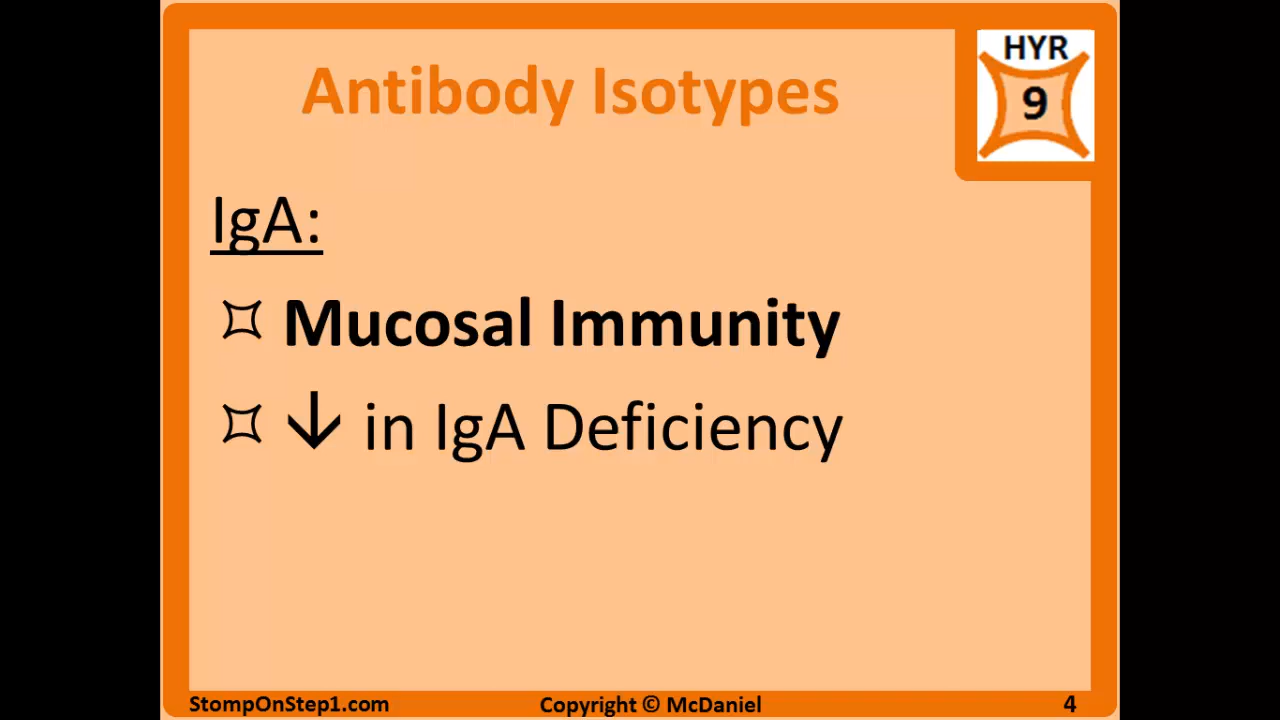 Antibody Isotypes
HYR
9
IgA:
Mucosal Immunity
↓ in IgA Deficiency
StompOnStep1.com
Copyright © McDaniel
4